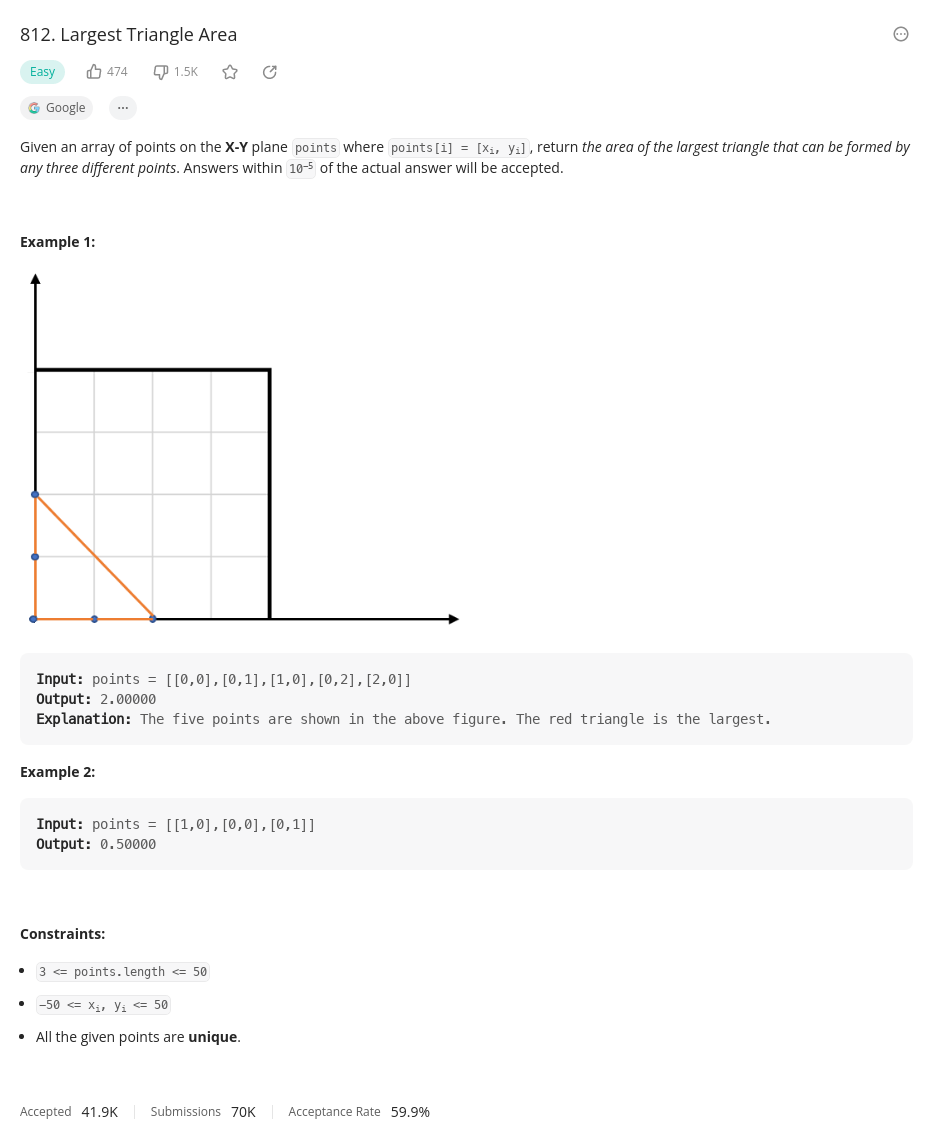 812. Largest Triangle Area
Easy 474 1.5K
Google ...
Given an array of points on the X-Y plane points where points[i] = [xᵢ, yᵢ], return the area of the largest triangle that can be formed by
any three different points. Answers within 10⁻⁵ of the actual answer will be accepted.
Example 1:
Input: points = [[0,0],[0,1],[1,0],[0,2],[2,0]]
Output: 2.00000
Explanation: The five points are shown in the above figure. The red triangle is the largest.
Example 2:
Input: points = [[1,0],[0,0],[0,1]]
Output: 0.50000
Constraints:
3 <= points.length <= 50
−50 <= xᵢ, yᵢ <= 50
All the given points are unique.
Accepted 41.9K Submissions 70K Acceptance Rate 59.9%